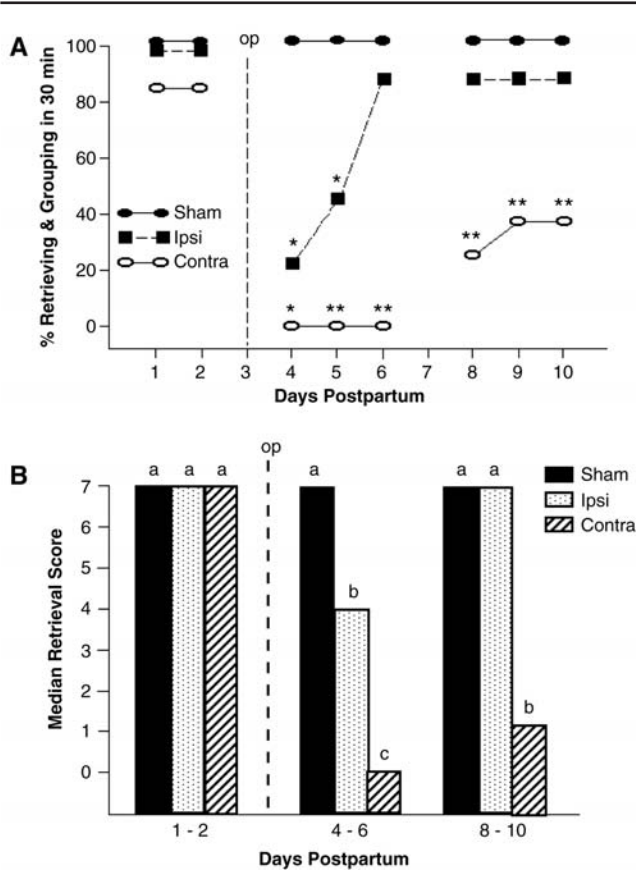 A
% Retrieving & Grouping in 30 min
100
80
60
40
20
0
op
Sham
Ipsi
Contra
*
*
* ** **
** ** **
1 2 3 4 5 6 7 8 9 10
Days Postpartum
B
Median Retrieval Score
7
6
5
4
3
2
1
0
op
a a a
a
b
c
a a
b
Sham
Ipsi
Contra
1 - 2 4 - 6 8 - 10
Days Postpartum